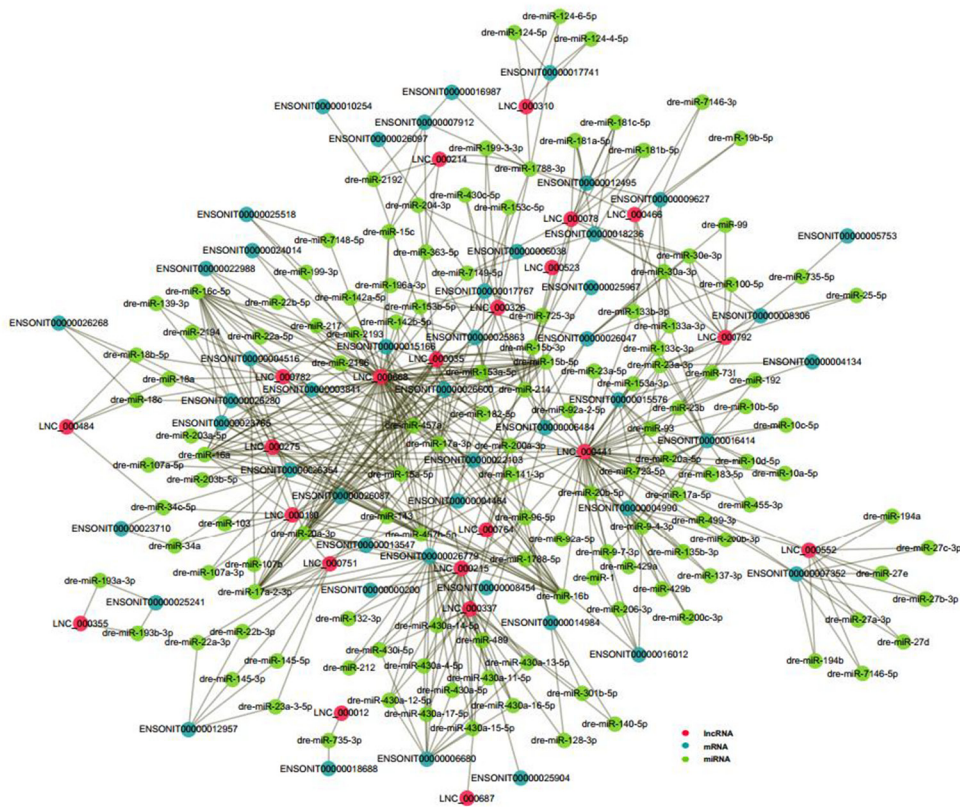 dre-miR-124-6-5p
dre-miR-124-5p
dre-miR-124-4-5p
ENSONIT00000017741
ENSONIT00000016987
ENSONIT00000010254
LNC_000310
dre-miR-7146-3p
ENSONIT00000007912
dre-miR-181c-5p
ENSONIT00000026097
dre-miR-19b-5p
dre-miR-199-3-3p
dre-miR-181a-5p
dre-miR-181b-5p
LNC_000214
dre-miR-1788-3p
dre-miR-2192
ENSONIT00000012495
dre-miR-430c-5p
ENSONIT00000009627
dre-miR-204-3p
dre-miR-153c-5p
ENSONIT00000025518
LNC_000078
LNC_000466
dre-miR-99
dre-miR-15c
ENSONIT00000018236
ENSONIT00000005753
dre-miR-7148-5p
ENSONIT00000024014
dre-miR-363-5p
ENSONIT00000006038
dre-miR-30e-3p
ENSONIT00000022988
dre-miR-199-3p
dre-miR-7149-5p
LNC_000523
dre-miR-30a-3p
dre-miR-735-5p
dre-miR-16c-5p
dre-miR-196a-3p
ENSONIT00000017767
ENSONIT00000025967
dre-miR-100-5p
dre-miR-139-3p
dre-miR-22b-5p
dre-miR-142a-5p
dre-miR-153b-5p
LNC_000326
dre-miR-725-3p
dre-miR-133b-3p
dre-miR-25-5p
ENSONIT00000026268
dre-miR-217
dre-miR-142b-5p
dre-miR-133a-3p
ENSONIT00000008306
dre-miR-2194
dre-miR-22a-5p
dre-miR-2193
ENSONIT00000015166
ENSONIT00000025863
dre-miR-15b-3p
ENSONIT00000026047
dre-miR-133c-3p
LNC_000792
dre-miR-18b-5p
ENSONIT00000004516
dre-miR-2196
LNC_000035
dre-miR-15b-5p
dre-miR-23a-3p
ENSONIT00000004134
dre-miR-18a
LNC_000782
LNC_000668
dre-miR-153a-5p
dre-miR-23a-5p
dre-miR-731
dre-miR-192
dre-miR-18c
ENSONIT00000026280
ENSONIT00000003841
ENSONIT00000026600
dre-miR-214
dre-miR-153a-3p
ENSONIT00000015576
LNC_000484
ENSONIT00000023765
dre-miR-457a
dre-miR-182-5p
dre-miR-92a-2-5p
dre-miR-23b
dre-miR-10b-5p
dre-miR-203a-5p
dre-miR-17a-3p
ENSONIT00000006484
dre-miR-93
dre-miR-10c-5p
dre-miR-16a
LNC_000275
dre-miR-200a-3p
LNC_000441
ENSONIT00000016414
dre-miR-107a-5p
ENSONIT00000026354
ENSONIT00000022103
dre-miR-20a-5p
dre-miR-10d-5p
dre-miR-203b-5p
dre-miR-15a-5p
dre-miR-141-3p
dre-miR-723-5p
dre-miR-183-5p
dre-miR-10a-5p
ENSONIT00000026087
dre-miR-20b-5p
dre-miR-17a-5p
dre-miR-34c-5p
ENSONIT00000004464
ENSONIT00000004990
dre-miR-455-3p
LNC_000180
dre-miR-143
dre-miR-96-5p
dre-miR-499-3p
ENSONIT00000023710
dre-miR-103
dre-miR-20a-3p
dre-miR-457b-5p
LNC_000764
dre-miR-92a-5p
dre-miR-9-4-3p
dre-miR-200b-3p
dre-miR-194a
dre-miR-34a
ENSONIT00000013547
dre-miR-9-7-3p
dre-miR-135b-3p
LNC_000552
dre-miR-27c-3p
dre-miR-107b
LNC_000751
ENSONIT00000026779
dre-miR-1788-5p
dre-miR-429a
dre-miR-107a-3p
LNC_000215
dre-miR-1
dre-miR-137-3p
ENSONIT00000007352
dre-miR-27e
dre-miR-193a-3p
dre-miR-17a-2-3p
ENSONIT00000000200
ENSONIT00000008454
dre-miR-16b
dre-miR-429b
dre-miR-27b-3p
ENSONIT00000025241
LNC_000337
dre-miR-206-3p
dre-miR-200c-3p
dre-miR-27a-3p
LNC_000355
dre-miR-193b-3p
dre-miR-22b-3p
dre-miR-132-3p
dre-miR-430a-14-5p
ENSONIT00000014984
dre-miR-27d
dre-miR-22a-3p
dre-miR-430i-5p
dre-miR-489
ENSONIT00000016012
dre-miR-194b
dre-miR-145-5p
dre-miR-212
dre-miR-430a-4-5p
dre-miR-430a-13-5p
dre-miR-7146-5p
dre-miR-145-3p
dre-miR-430a-11-5p
dre-miR-430a-5p
dre-miR-301b-5p
dre-miR-23a-3-5p
LNC_000012
dre-miR-430a-12-5p
dre-miR-430a-16-5p
dre-miR-430a-17-5p
dre-miR-140-5p
ENSONIT00000012957
dre-miR-430a-15-5p
dre-miR-735-3p
dre-miR-128-3p
ENSONIT00000006680
ENSONIT00000018688
ENSONIT00000025904
LNC_000687
lncRNA
mRNA
miRNA